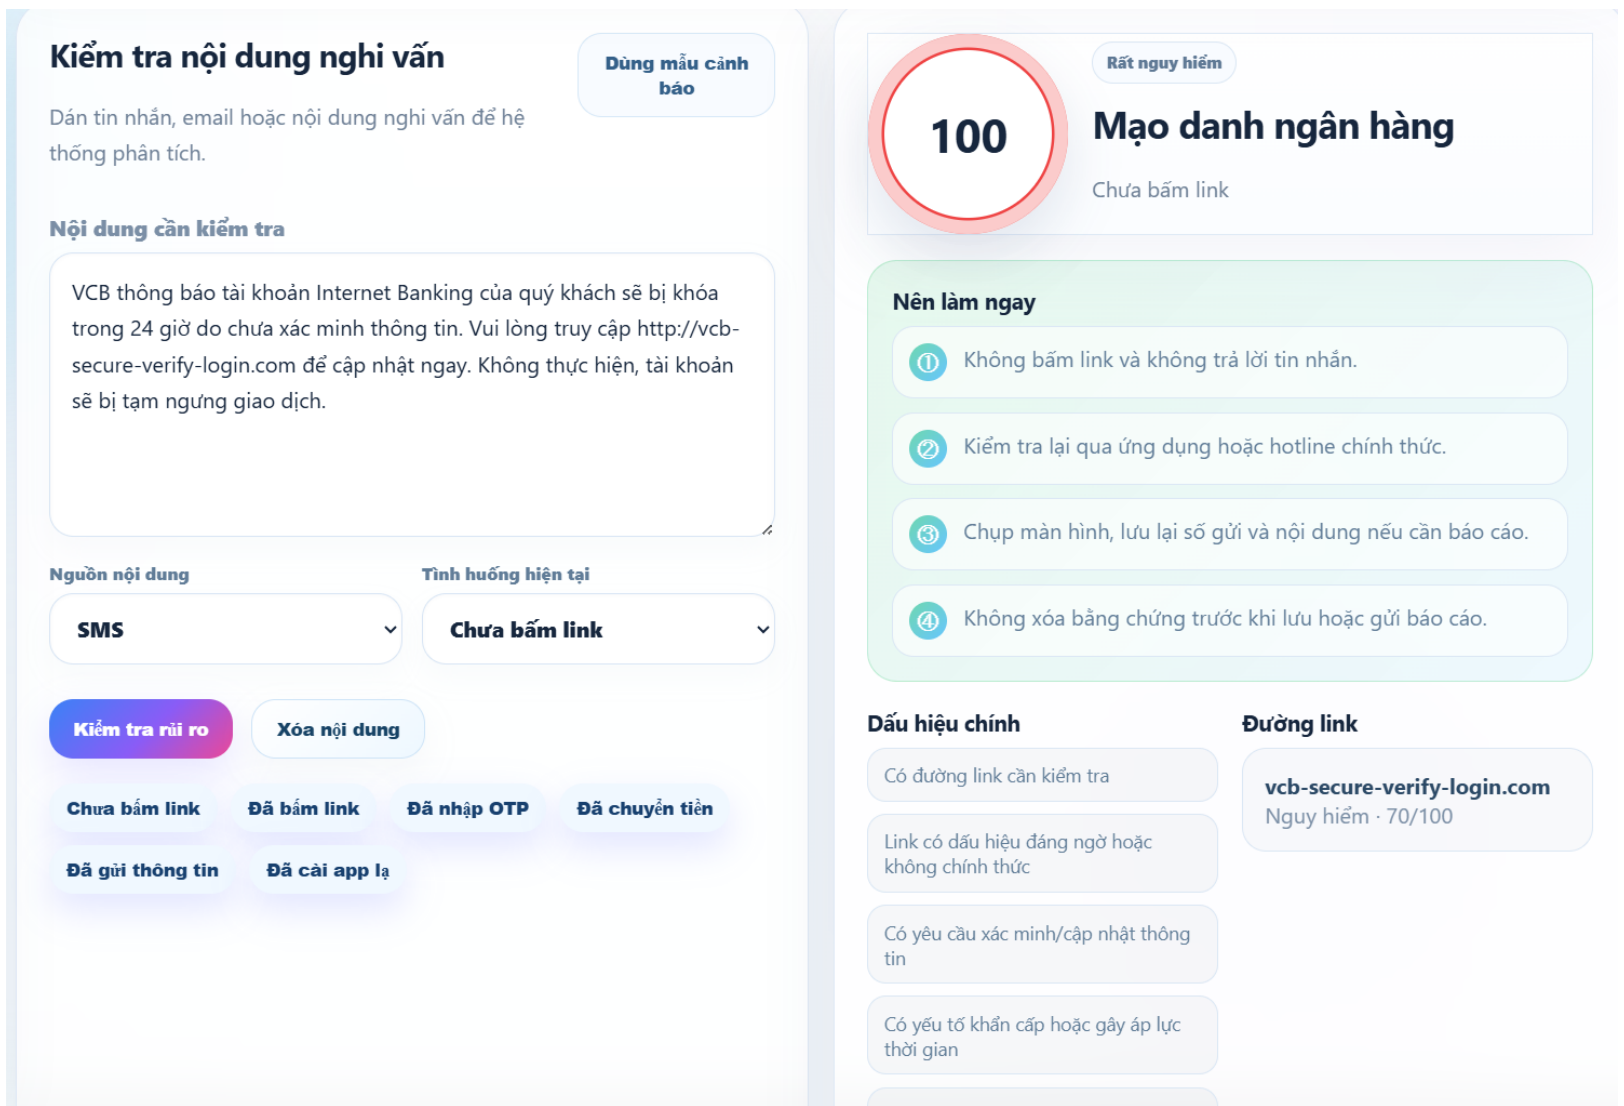 Kiểm tra nội dung nghi vấn
Dùng mẫu cảnh
báo
Dán tin nhắn, email hoặc nội dung nghi vấn để hệ
thống phân tích.
Nội dung cần kiểm tra
VCB thông báo tài khoản Internet Banking của quý khách sẽ bị khóa
trong 24 giờ do chưa xác minh thông tin. Vui lòng truy cập http://vcb-
secure-verify-login.com để cập nhật ngay. Không thực hiện, tài khoản
sẽ bị tạm ngưng giao dịch.
Nguồn nội dung
Tình huống hiện tại
SMS
Chưa bấm link
Kiểm tra rủi ro
Xóa nội dung
Chưa bấm link
Đã bấm link
Đã nhập OTP
Đã chuyển tiền
Đã gửi thông tin
Đã cài app lạ
100
Rất nguy hiểm
Mạo danh ngân hàng
Chưa bấm link
Nên làm ngay
① Không bấm link và không trả lời tin nhắn.
② Kiểm tra lại qua ứng dụng hoặc hotline chính thức.
③ Chụp màn hình, lưu lại số gửi và nội dung nếu cần báo cáo.
④ Không xóa bằng chứng trước khi lưu hoặc gửi báo cáo.
Dấu hiệu chính
Có đường link cần kiểm tra
Link có dấu hiệu đáng ngờ hoặc
không chính thức
Có yêu cầu xác minh/cập nhật thông
tin
Có yếu tố khẩn cấp hoặc gây áp lực
thời gian
Đường link
vcb-secure-verify-login.com
Nguy hiểm · 70/100